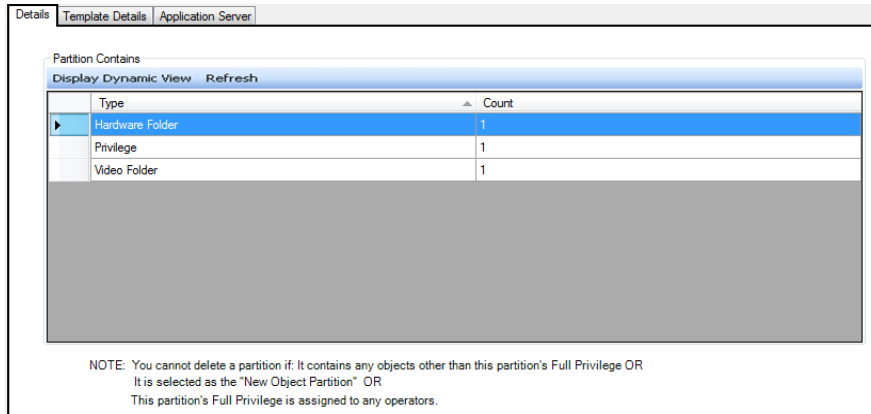 Details Template Details Application Server
Partition Contains
Display Dynamic View Refresh
Type Count
Hardware Folder 1
Privilege 1
Video Folder 1
NOTE: You cannot delete a partition if: It contains any objects other than this partition's Full Privilege OR
It is selected as the "New Object Partition" OR
This partition's Full Privilege is assigned to any operators.